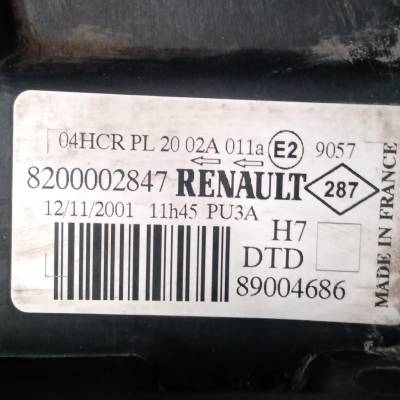 04HCR PL 20 02A 011a E2 9057
8200002847 RENAULT 287
12/11/2001 11h45 PU3A
H7
DTD
89004686
MADE IN FRANCE